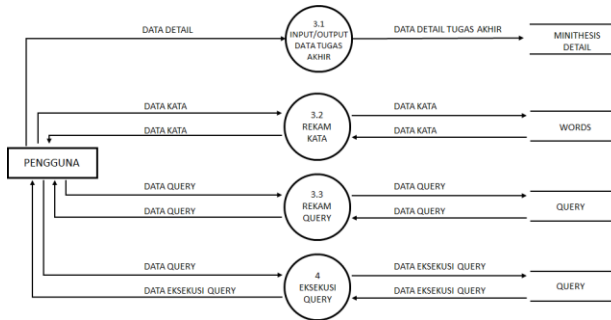 DATA DETAIL
3.1
INPUT/OUTPUT
DATA TUGAS
AKHIR
DATA DETAIL TUGAS AKHIR
MINITHESIS
DETAIL
DATA KATA
DATA KATA
3.2
REKAM
KATA
DATA KATA
DATA KATA
WORDS
PENGGUNA
DATA QUERY
DATA QUERY
3.3
REKAM
QUERY
DATA QUERY
DATA QUERY
QUERY
DATA QUERY
DATA EKSEKUSI QUERY
4
EKSEKUSI
QUERY
DATA EKSEKUSI QUERY
DATA EKSEKUSI QUERY
QUERY